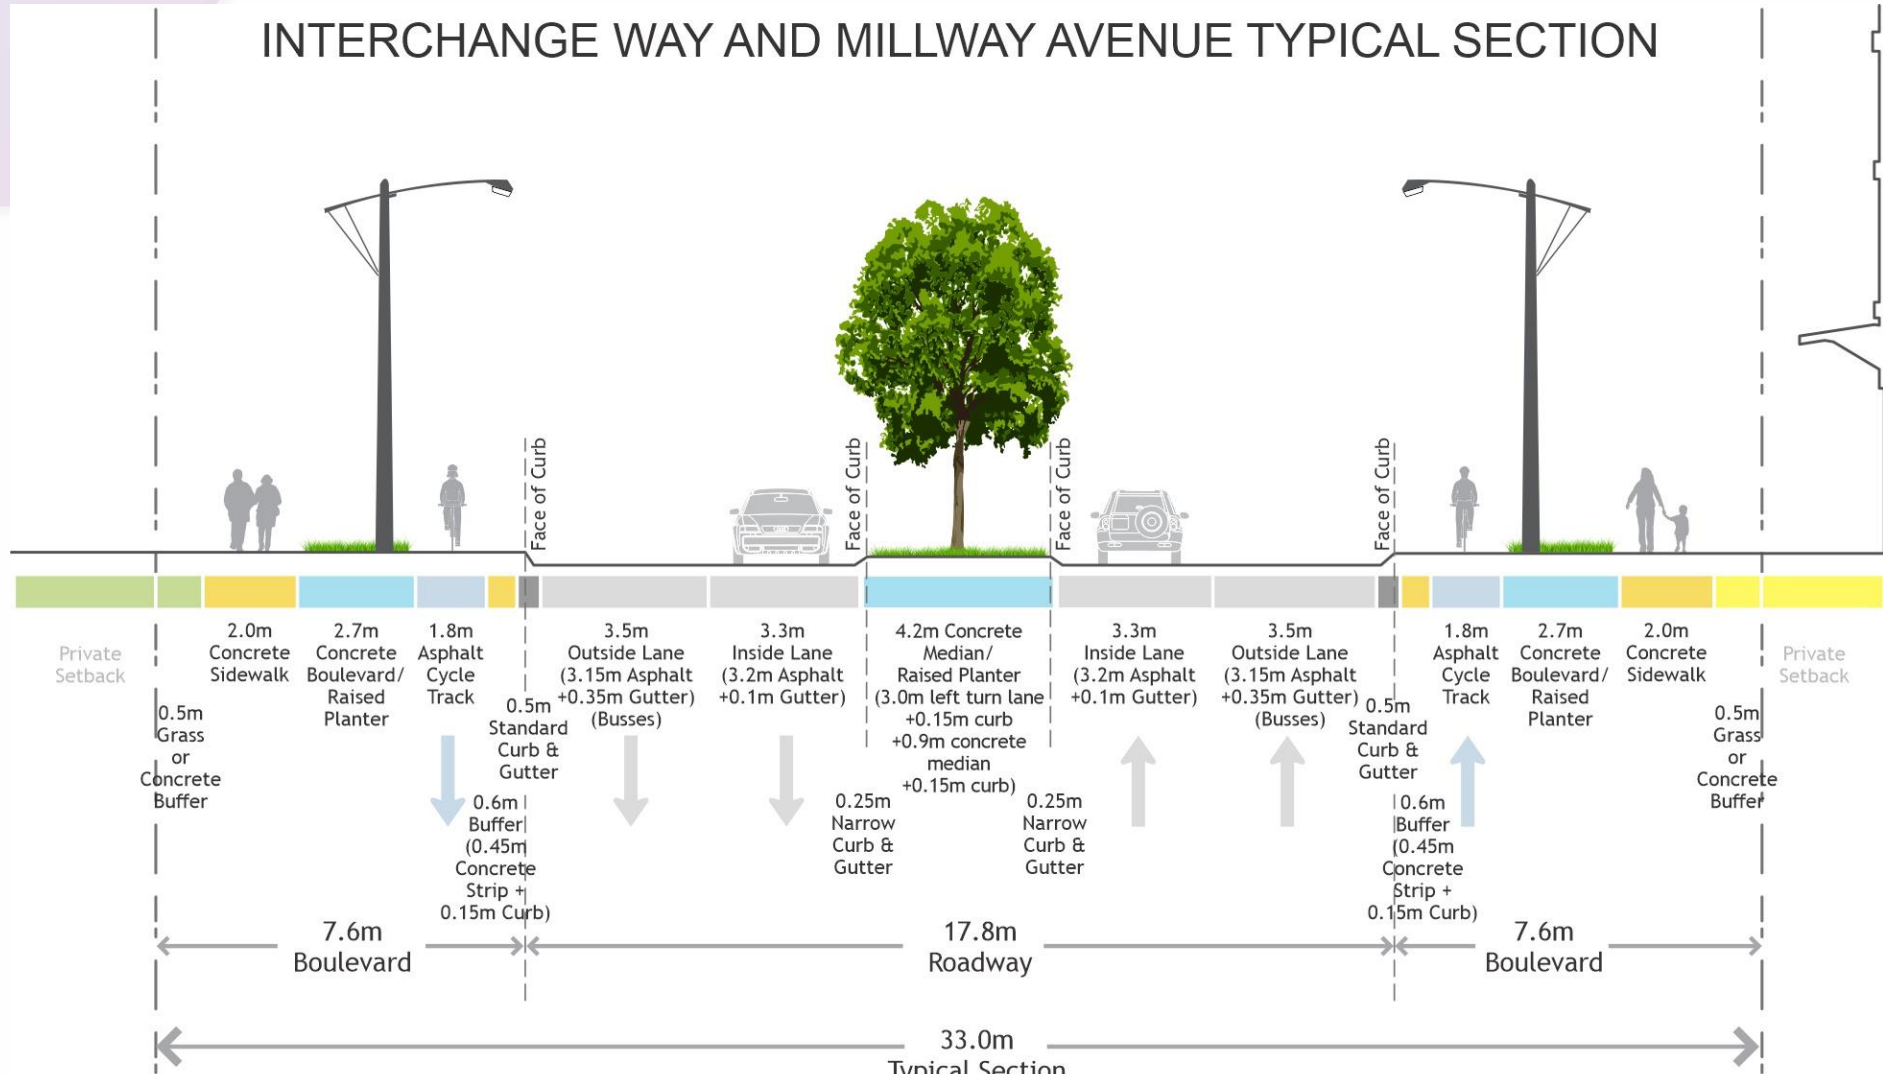 INTERCHANGE WAY AND MILLWAY AVENUE TYPICAL SECTION
Face of Curb
Face of Curb
Face of Curb
Face of Curb
Private
Setback
0.5m
Grass
or
Concrete
Buffer
2.0m
Concrete
Sidewalk
2.7m
Concrete
Boulevard/
Raised
Planter
1.8m
Asphalt
Cycle
Track
0.6m
Buffer
(0.45m
Concrete
Strip +
0.15m Curb)
0.5m
Standard
Curb &
Gutter
3.5m
Outside Lane
(3.15m Asphalt
+0.35m Gutter)
(Busses)
3.3m
Inside Lane
(3.2m Asphalt
+0.1m Gutter)
0.25m
Narrow
Curb &
Gutter
4.2m Concrete
Median/
Raised Planter
(3.0m left turn lane
+0.15m curb
+0.9m concrete
median
+0.15m curb)
0.25m
Narrow
Curb &
Gutter
3.3m
Inside Lane
(3.2m Asphalt
+0.1m Gutter)
3.5m
Outside Lane
(3.15m Asphalt
+0.35m Gutter)
(Busses)
0.5m
Standard
Curb &
Gutter
0.6m
Buffer
(0.45m
Concrete
Strip +
0.15m Curb)
1.8m
Asphalt
Cycle
Track
2.7m
Concrete
Boulevard/
Raised
Planter
2.0m
Concrete
Sidewalk
0.5m
Grass
or
Concrete
Buffer
Private
Setback
7.6m
Boulevard
17.8m
Roadway
7.6m
Boulevard
33.0m
Typical Section